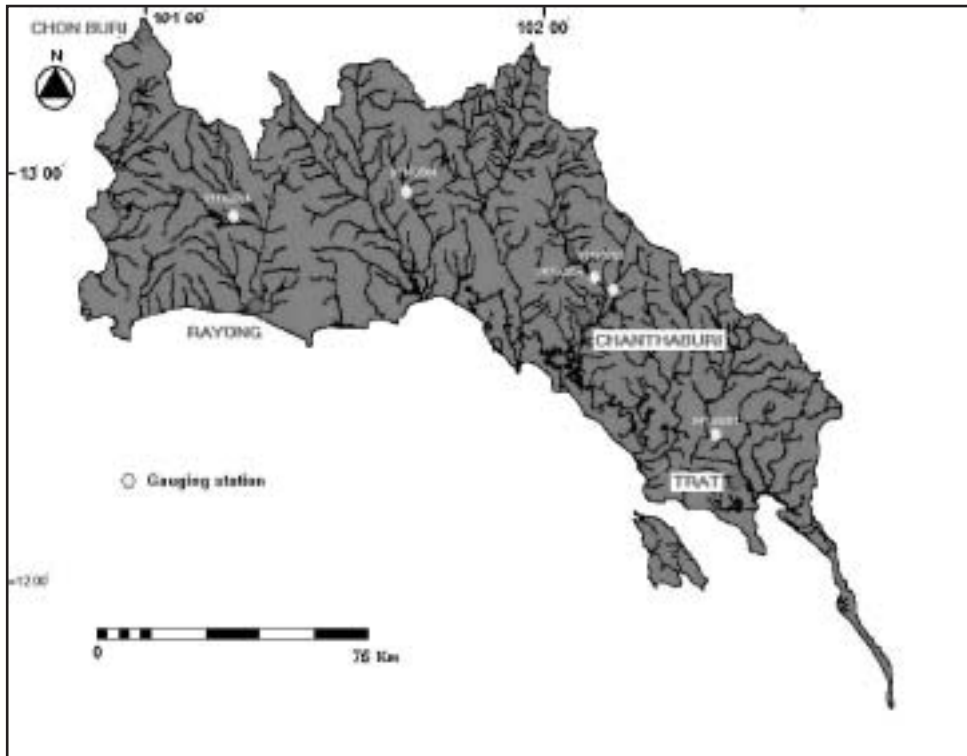 CHON BURI
101 00'
102 00'
N
13 00'
RAYONG
CHANTHABURI
TRAT
Gauging station
12 00'
0
75 Km